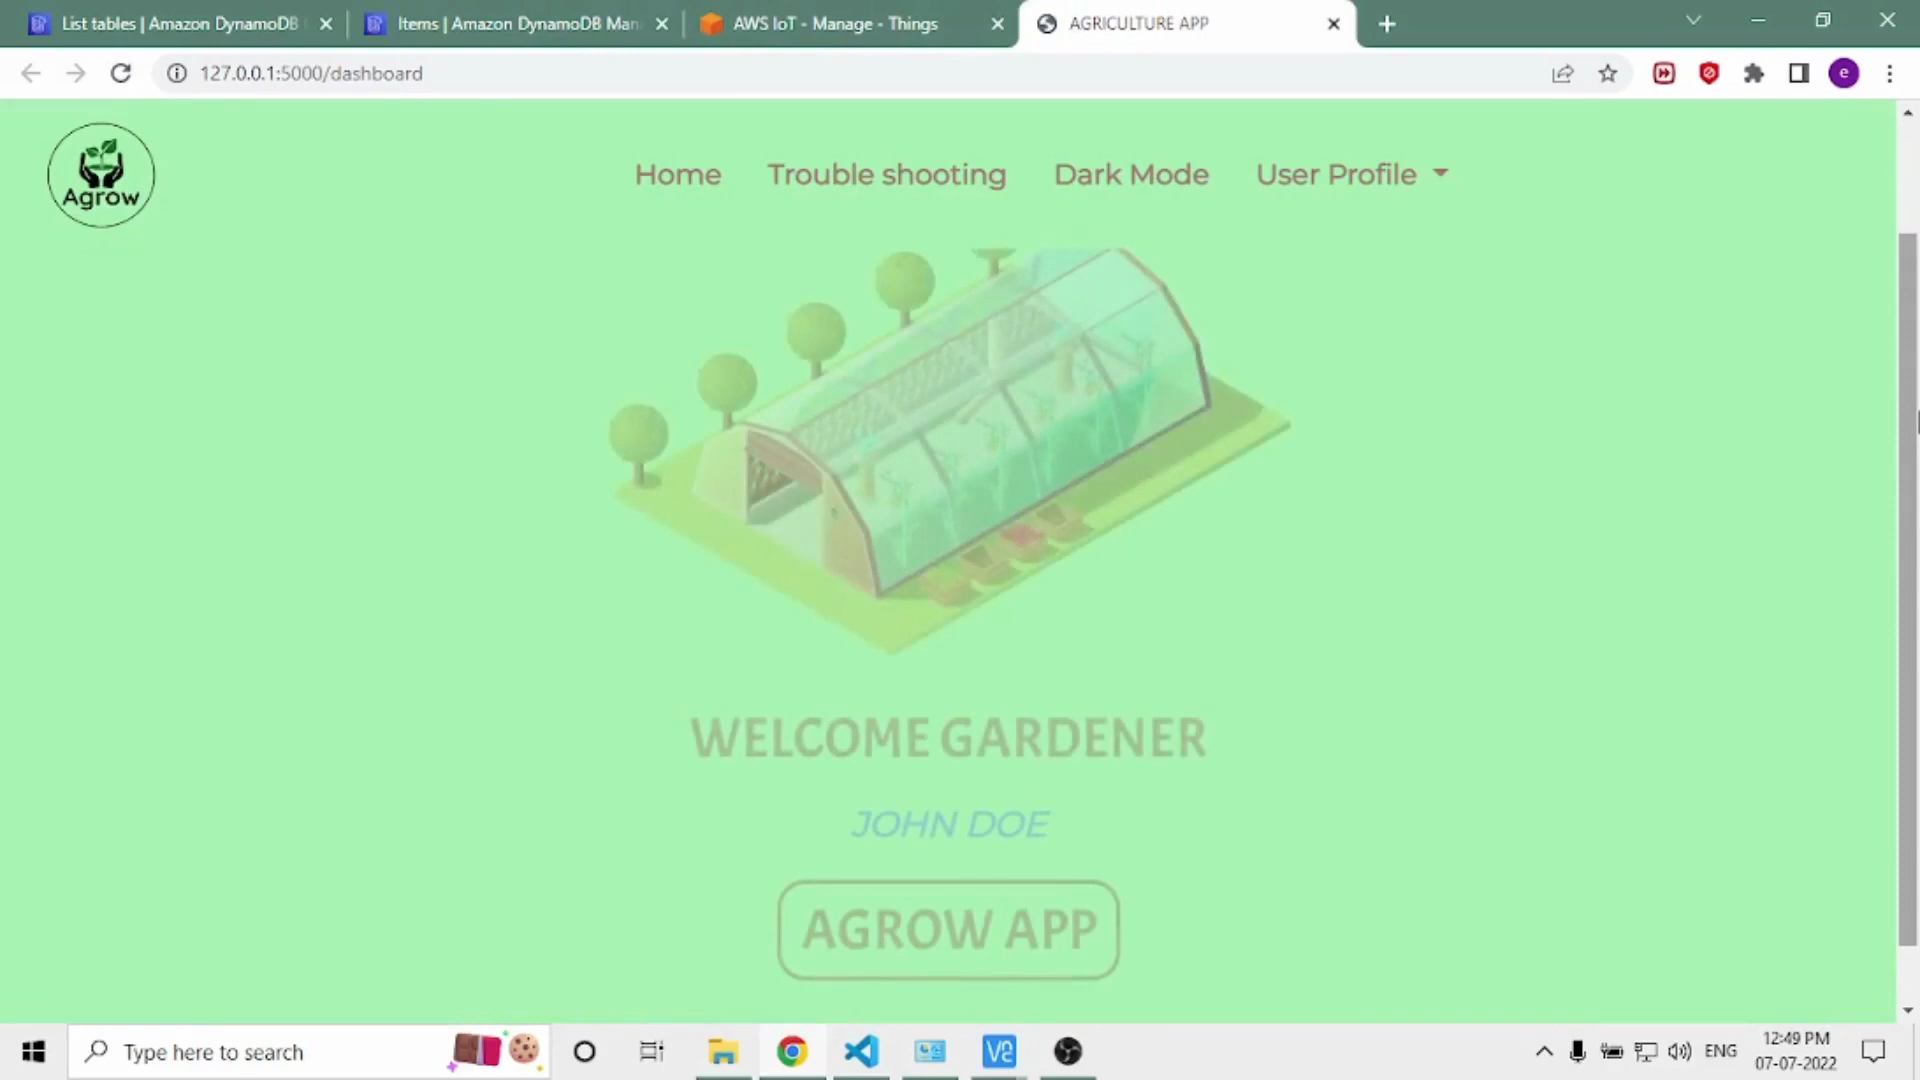 List tables | Amazon DynamoDB
Items | Amazon DynamoDB Man
AWS IoT - Manage - Things
AGRICULTURE APP
127.0.0.1:5000/dashboard
e
Agrow
Home
Trouble shooting
Dark Mode
User Profile
WELCOME GARDENER
JOHN DOE
AGROW APP
Type here to search
ENG
12:49 PM
07-07-2022